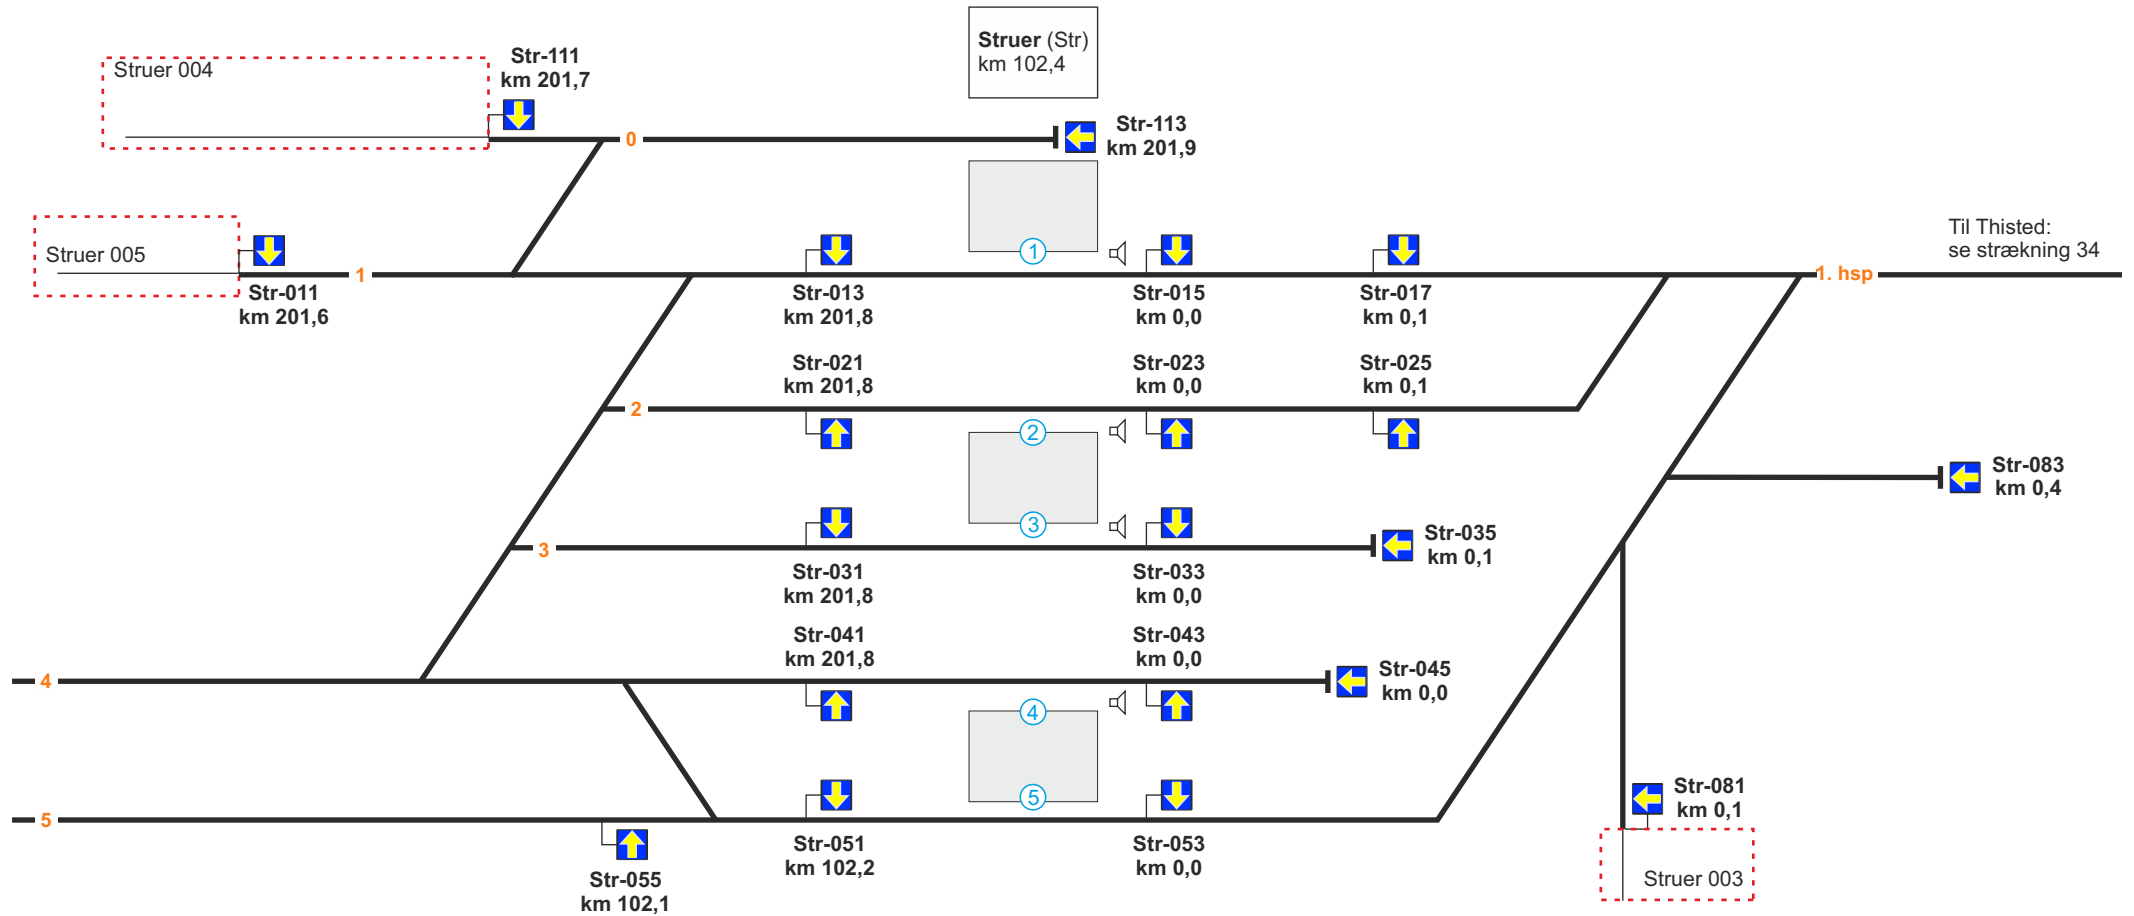 Struer (Str)
km 102,4
Struer 004
Str-111
km 201,7
0
Str-113
km 201,9
Struer 005
Str-011
km 201,6
1
1
Str-013
km 201,8
Str-015
km 0,0
Str-017
km 0,1
1. hsp
Til Thisted:
se strækning 34
Str-021
km 201,8
Str-023
km 0,0
Str-025
km 0,1
2
2
Str-083
km 0,4
3
3
Str-035
km 0,1
Str-031
km 201,8
Str-033
km 0,0
Str-041
km 201,8
Str-043
km 0,0
4
4
Str-045
km 0,0
5
5
Str-055
km 102,1
Str-051
km 102,2
Str-053
km 0,0
Str-081
km 0,1
Struer 003